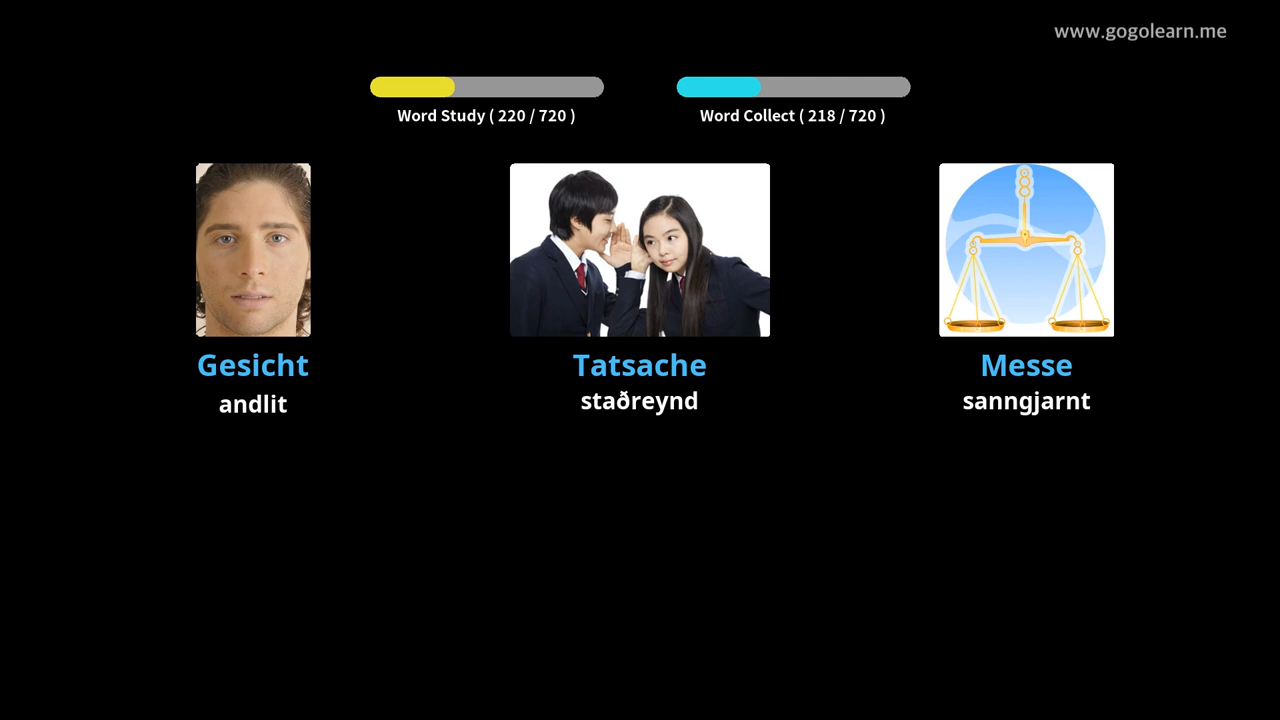 www.gogolearn.me
Word Study ( 220 / 720 )
Word Collect ( 218 / 720 )
Gesicht
andlit
Tatsache
staðreynd
Messe
sanngjarnt